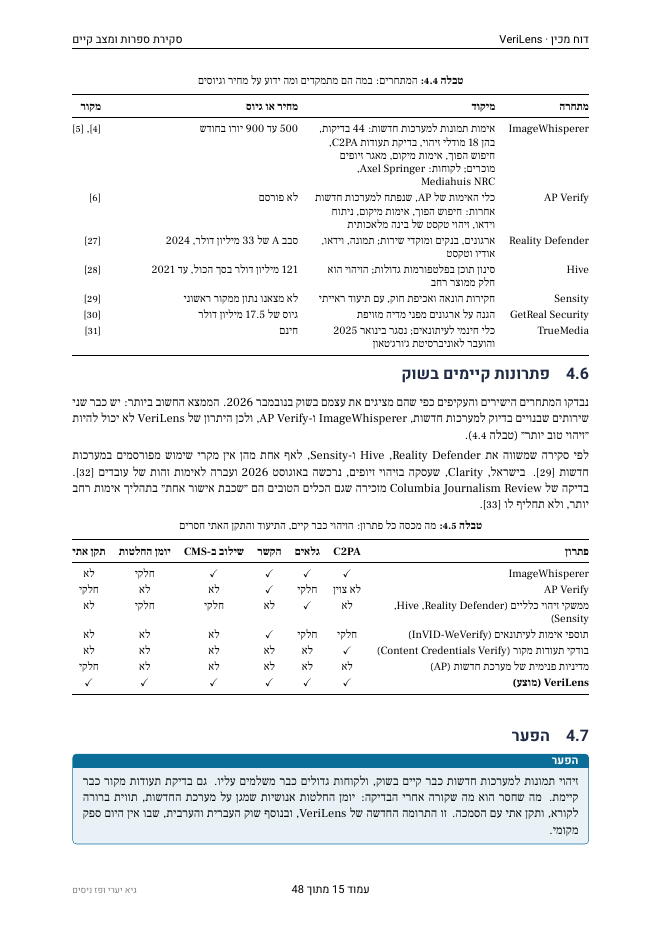 דוח מכין · VeriLens סקירת ספרות ומצב קיים
טבלה 4.4: המתחרים: במה הם מתמקדים ומה ידוע על מחיר וגיוסים
מתחרה מיקוד מחיר או גיוס מקור
ImageWhisperer אימות תמונות למערכות חדשות: 44 בדיקות, 500 עד 900 יורו בחודש [4], [5]
בהן 18 מודלי זיהוי, בדיקת תעודות C2PA,
חיפוש הפוך, אימות מיקום, מאגר זיופים
מוכרים; לקוחות: Axel Springer,
Mediahuis NRC
AP Verify כלי האימות של AP, שנפתח למערכות חדשות לא פורסם [6]
אחרות: חיפוש הפוך, אימות מיקום, ניתוח
וידאו, זיהוי טקסט של בינה מלאכותית
Reality Defender ארגונים, בנקים ומוקדי שירות; תמונה, וידאו, סבב A של 33 מיליון דולר, 2024 [27]
אודיו וטקסט
Hive סינון תוכן בפלטפורמות גדולות; הזיהוי הוא 121 מיליון דולר בסך הכול, עד 2021 [28]
חלק ממוצר רחב
Sensity חקירות הונאה ואכיפת חוק, עם תיעוד ראייתי לא מצאנו נתון ממקור ראשוני [29]
GetReal Security הגנה על ארגונים מפני מדיה מזויפת גיוס של 17.5 מיליון דולר [30]
TrueMedia כלי חינמי לעיתונאים; נסגר בינואר 2025 חינם [31]
והועבר לאוניברסיטת ג׳ורג׳טאון
4.6 פתרונות קיימים בשוק
נבדקו המתחרים הישירים והעקיפים כפי שהם מציגים את עצמם בשוק בנובמבר 2026. הממצא החשוב ביותר: יש כבר שני
שירותים שבנויים בדיוק למערכות חדשות, ImageWhisperer ו-AP Verify, ולכן היתרון של VeriLens לא יכול להיות
״זיהוי טוב יותר״ (טבלה 4.4).
לפי סקירה שמשווה את Reality Defender, Hive ו-Sensity, לאף אחת מהן אין מקרי שימוש מפורסמים במערכות
חדשות [29]. בישראל, Clarity, שעסקה בזיהוי זיופים, נרכשה באוגוסט 2026 ועברה לאימות זהות של עובדים [32].
בדיקה של Columbia Journalism Review מזכירה שגם הכלים הטובים הם ״שכבת אישור אחת״ בתהליך אימות רחב
יותר, ולא תחליף לו [33].
טבלה 4.5: מה מכסה כל פתרון: הזיהוי כבר קיים, התיעוד והתקן האתי חסרים
פתרון C2PA גלאים הקשר שילוב ב-CMS יומן החלטות תקן אתי
ImageWhisperer ✓ ✓ ✓ ✓ חלקי לא
AP Verify לא צוין חלקי ✓ לא לא חלקי
ממשקי זיהוי כלליים (Reality Defender, Hive, לא ✓ לא חלקי חלקי לא
Sensity)
תוספי אימות לעיתונאים (InVID-WeVerify) חלקי חלקי ✓ לא לא לא
בודקי תעודות מקור (Content Credentials Verify) ✓ לא לא לא לא לא
מדיניות פנימית של מערכת חדשות (AP) לא לא לא לא לא חלקי
VeriLens (מוצע) ✓ ✓ ✓ ✓ ✓ ✓
4.7 הפער
הפער
זיהוי תמונות למערכות חדשות כבר קיים בשוק, ולקוחות גדולים כבר משלמים עליו. גם בדיקת תעודות מקור כבר
קיימת. מה שחסר הוא מה שקורה אחרי הבדיקה: יומן החלטות אנושיות שמגן על מערכת החדשות, תווית ברורה
לקורא, ותקן אתי עם הסמכה. זו התרומה החדשה של VeriLens, ובנוסף שוק העברית והערבית, שבו אין היום ספק
מקומי.
עמוד 15 מתוך 48 גיא יערי ופז ניסים